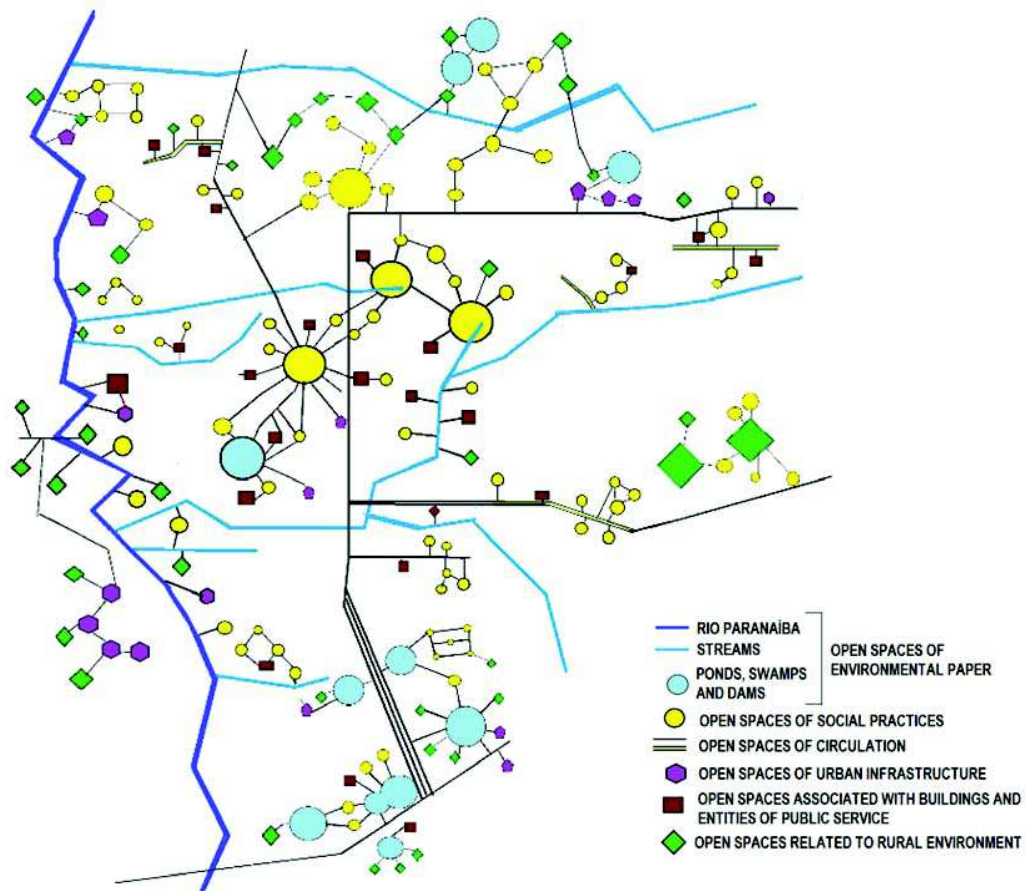 RIO PARANAÍBA
STREAMS
PONDS, SWAMPS
AND DAMS
OPEN SPACES OF
ENVIRONMENTAL PAPER
OPEN SPACES OF SOCIAL PRACTICES
OPEN SPACES OF CIRCULATION
OPEN SPACES OF URBAN INFRASTRUCTURE
OPEN SPACES ASSOCIATED WITH BUILDINGS AND
ENTITIES OF PUBLIC SERVICE
OPEN SPACES RELATED TO RURAL ENVIRONMENT